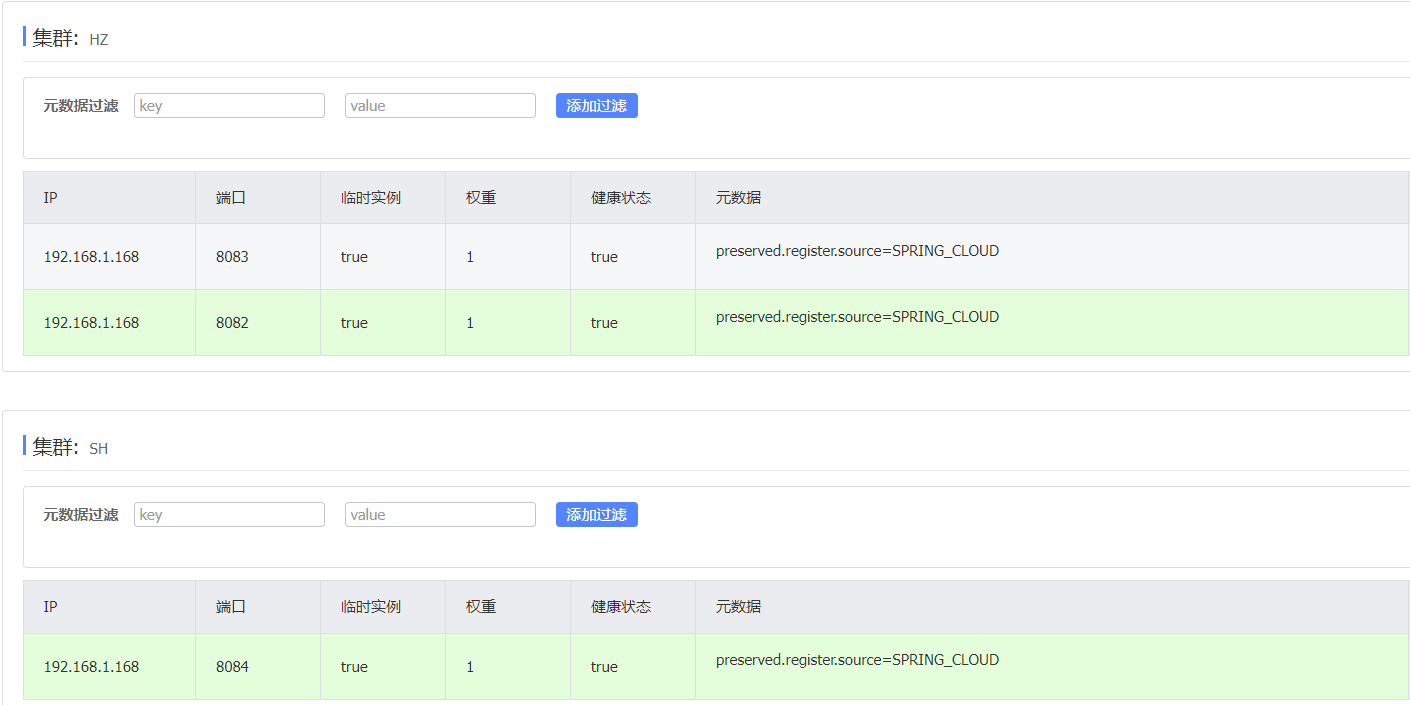 集群: HZ
元数据过滤 key value 添加过滤
IP 端口 临时实例 权重 健康状态 元数据
192.168.1.168 8083 true 1 true preserved.register.source=SPRING_CLOUD
192.168.1.168 8082 true 1 true preserved.register.source=SPRING_CLOUD
集群: SH
元数据过滤 key value 添加过滤
IP 端口 临时实例 权重 健康状态 元数据
192.168.1.168 8084 true 1 true preserved.register.source=SPRING_CLOUD